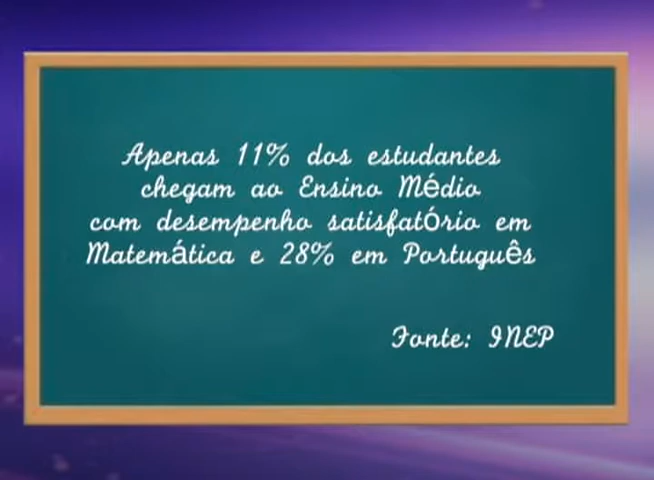 Apenas 11% dos estudantes
chegam ao Ensino Médio
com desempenho satisfatório em
Matemática e 28% em Português
Fonte: INEP